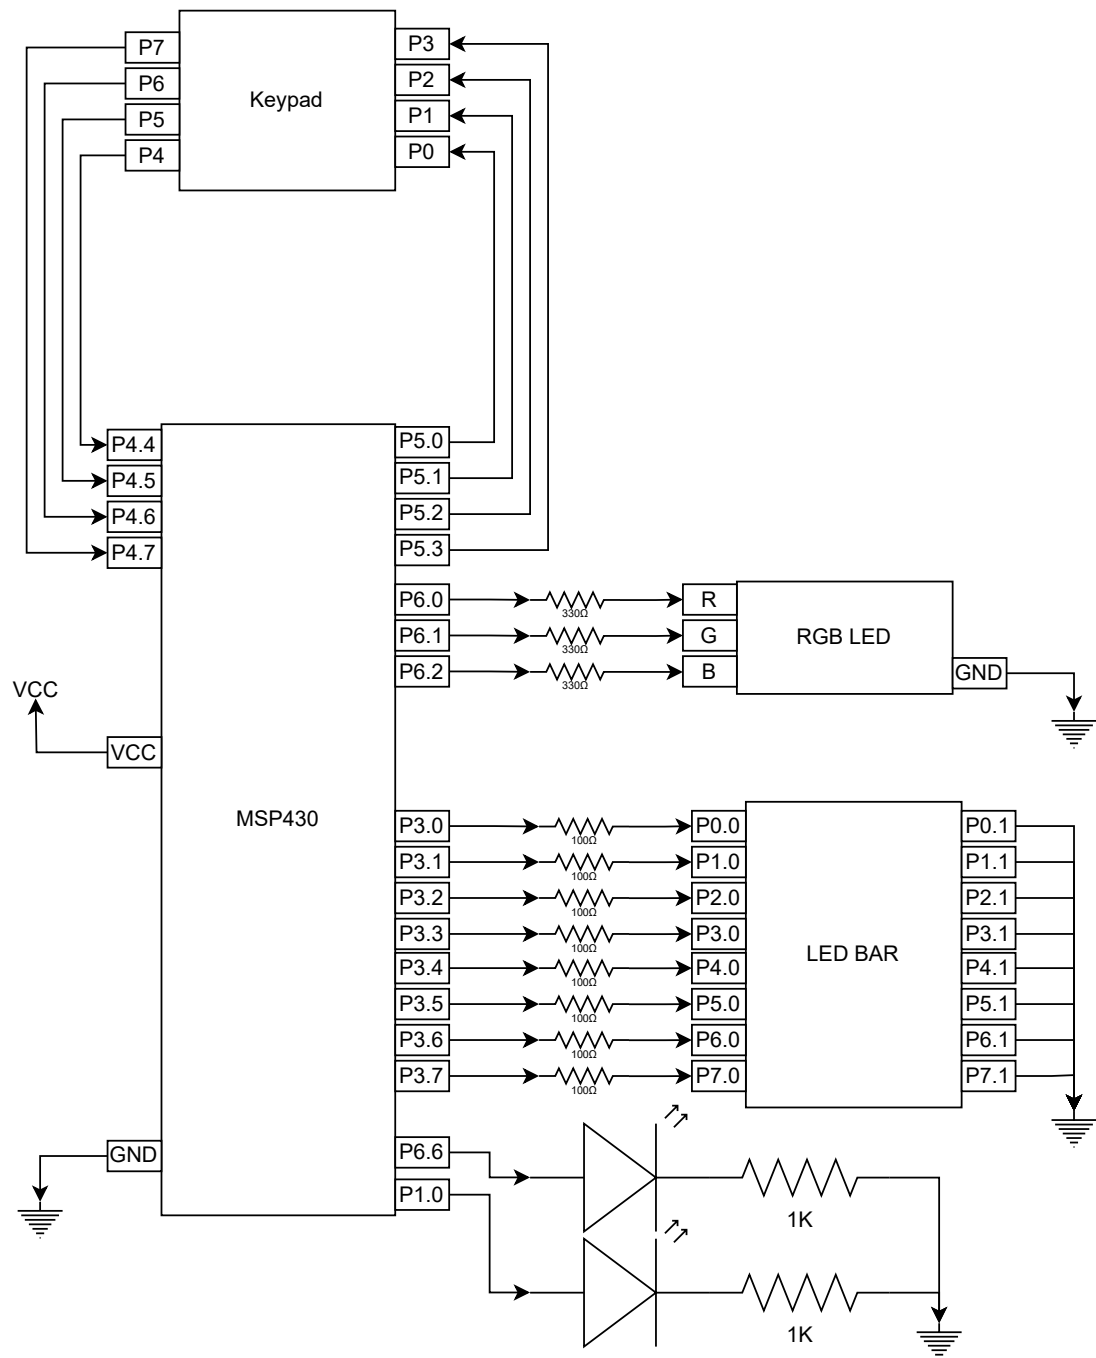 P7
P6
P5
P4
Keypad
P3
P2
P1
P0
P4.4
P4.5
P4.6
P4.7
P5.0
P5.1
P5.2
P5.3
P6.0
330Ω
R
P6.1
330Ω
G
P6.2
330Ω
B
RGB LED
GND
VCC
VCC
MSP430
P3.0
100Ω
P0.0
P0.1
P3.1
100Ω
P1.0
P1.1
P3.2
100Ω
P2.0
P2.1
P3.3
100Ω
P3.0
P3.1
LED BAR
P3.4
100Ω
P4.0
P4.1
P3.5
100Ω
P5.0
P5.1
P3.6
100Ω
P6.0
P6.1
P3.7
100Ω
P7.0
P7.1
GND
P6.6
P1.0
1K
1K